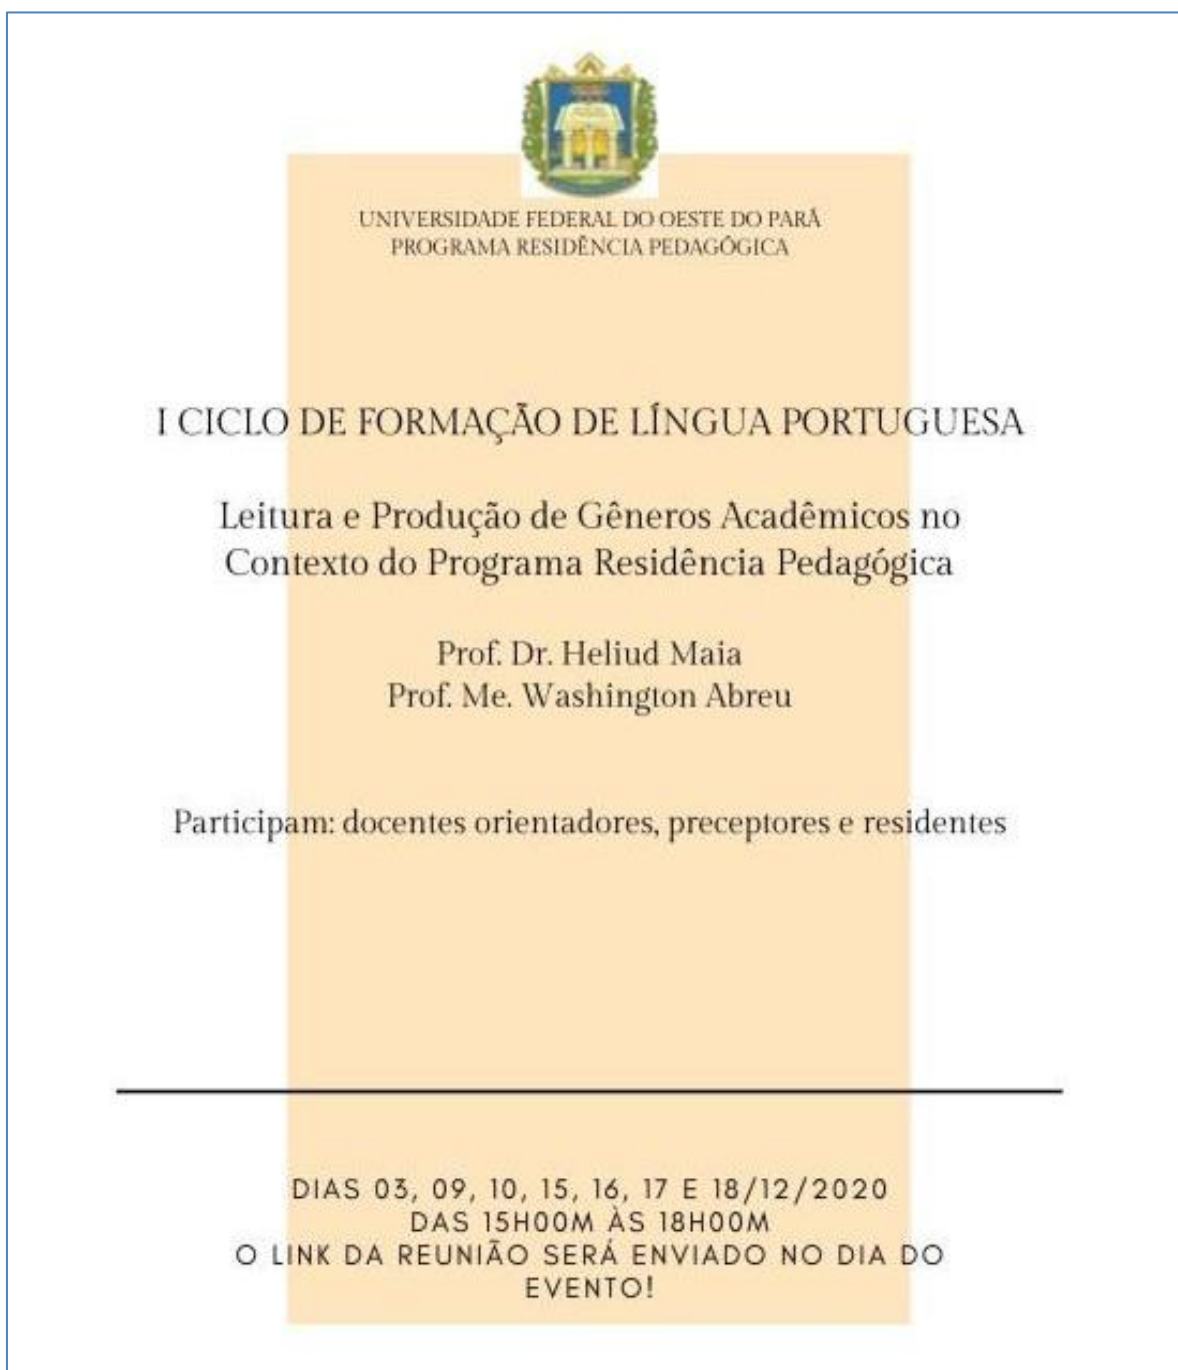 UNIVERSIDADE FEDERAL DO OESTE DO PARÁ
PROGRAMA RESIDÊNCIA PEDAGÓGICA
I CICLO DE FORMAÇÃO DE LÍNGUA PORTUGUESA
Leitura e Produção de Gêneros Acadêmicos no
Contexto do Programa Residência Pedagógica
Prof. Dr. Heliud Maia
Prof. Me. Washington Abreu
Participam: docentes orientadores, preceptores e residentes
DIAS 03, 09, 10, 15, 16, 17 E 18/12/2020
DAS 15H00M ÀS 18H00M
O LINK DA REUNIÃO SERÁ ENVIADO NO DIA DO
EVENTO!